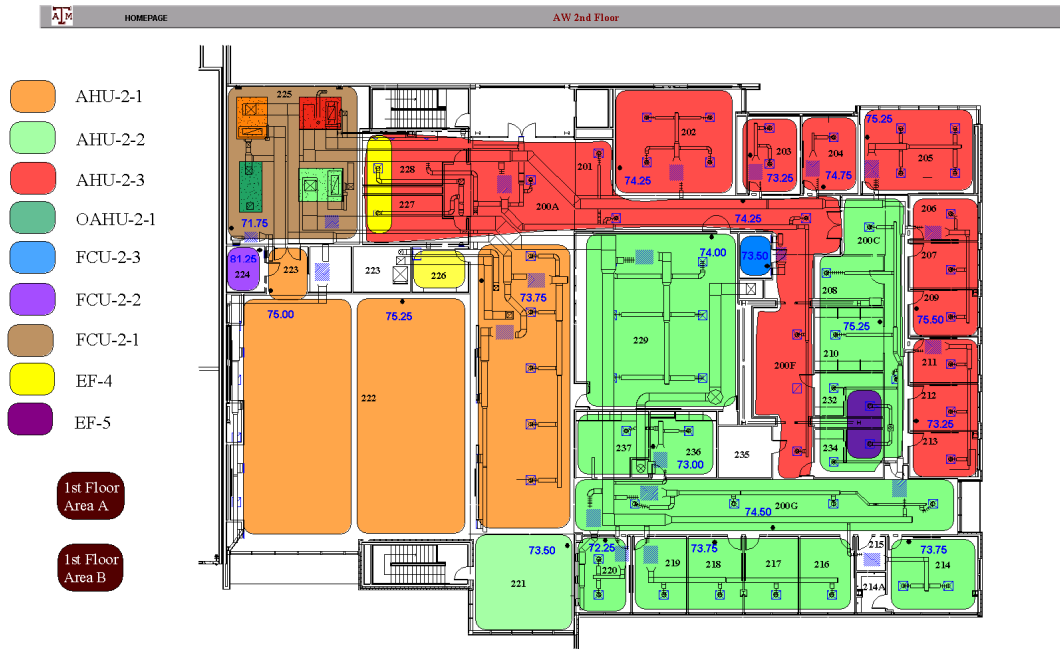 ATM HOMEPAGE AW 2nd Floor
AHU-2-1
AHU-2-2
AHU-2-3
OAHU-2-1
FCU-2-3
FCU-2-2
FCU-2-1
EF-4
EF-5
1st Floor
Area A
1st Floor
Area B
225
202
203
204
75.25
205
74.25
73.25
74.75
228
201
227
200A
74.25
206
71.75
200C
207
81.25
224
223
223
226
74.00
73.50
208
209
75.50
75.00
75.25
73.75
75.25
210
211
229
200F
222
232
212
73.25
237
236
73.00
235
234
213
74.50
200G
221
73.50
72.25
220
219
73.75
218
217
216
215
214A
73.75
214